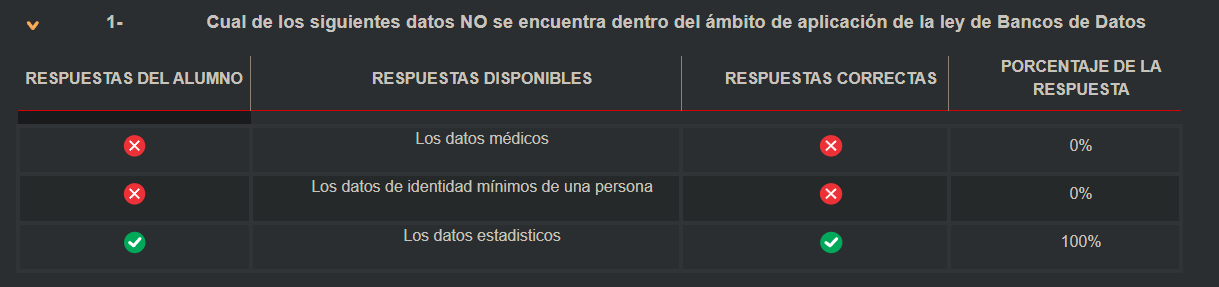 1- Cual de los siguientes datos NO se encuentra dentro del ámbito de aplicación de la ley de Bancos de Datos
RESPUESTAS DEL ALUMNO RESPUESTAS DISPONIBLES RESPUESTAS CORRECTAS PORCENTAJE DE LA
RESPUESTA
Los datos médicos 0%
Los datos de identidad mínimos de una persona 0%
Los datos estadisticos 100%